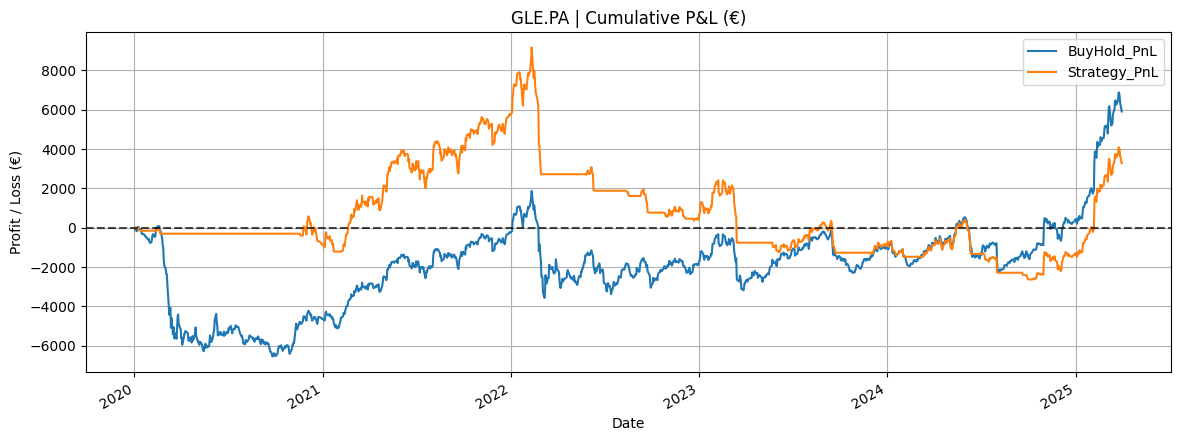 GLE.PA | Cumulative P&L (€)
BuyHold_PnL
Strategy_PnL
Profit / Loss (€)
8000
6000
4000
2000
0
−2000
−4000
−6000
2020
2021
2022
2023
2024
2025
Date